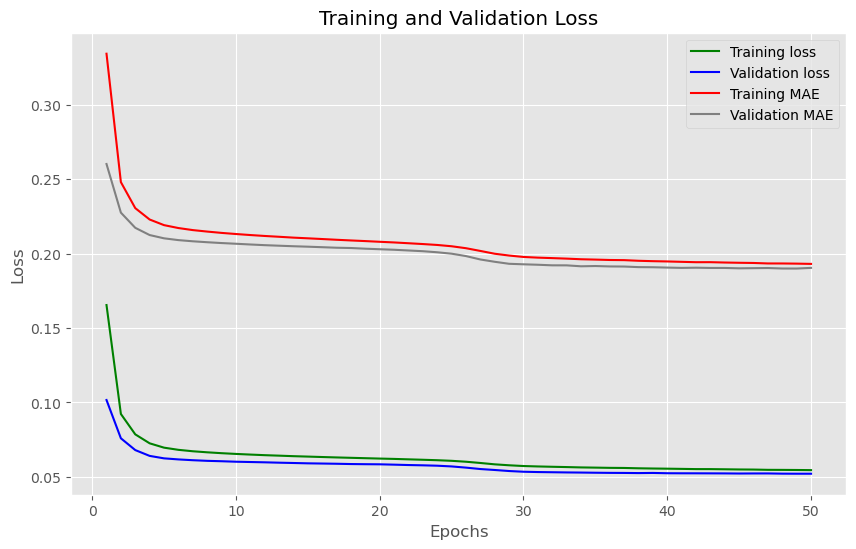 Training and Validation Loss
Training loss
Validation loss
Training MAE
Validation MAE
0.30
0.25
0.20
0.15
0.10
0.05
Loss
0 10 20 30 40 50
Epochs